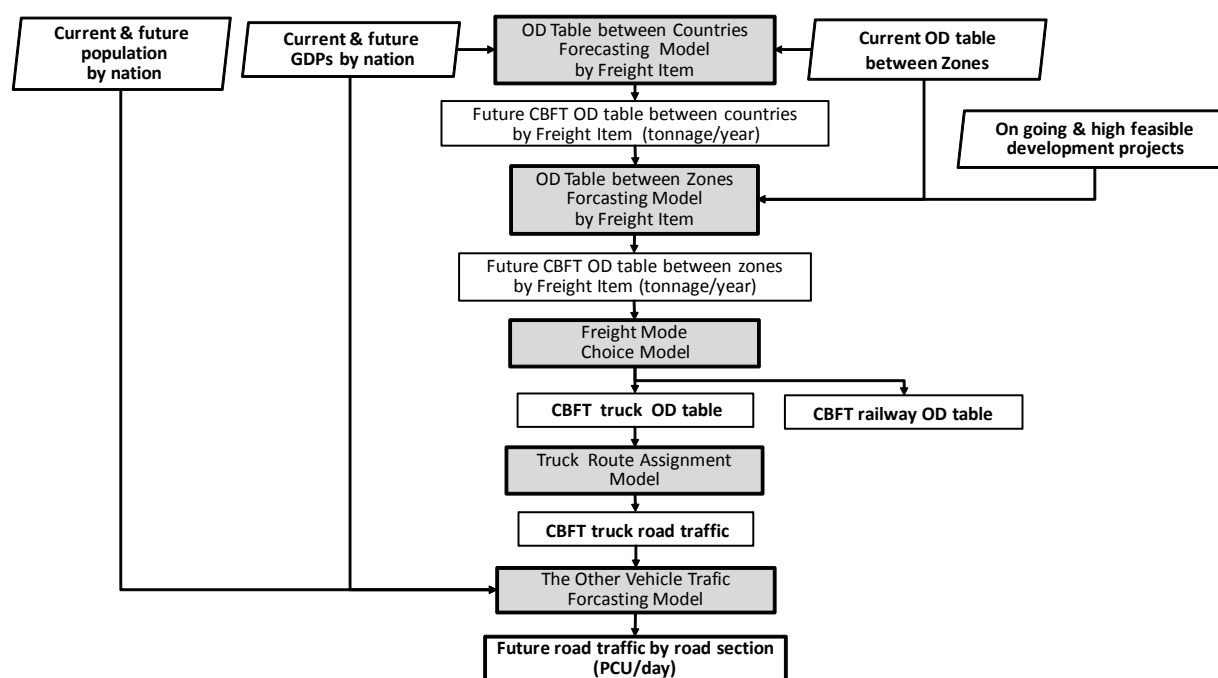 Current & future
population
by nation
Current & future
GDPs by nation
OD Table between Countries
Forecasting Model
by Freight Item
Current OD table
between Zones
Future CBFT OD table between countries
by Freight Item (tonnage/year)
On going & high feasible
development projects
OD Table between Zones
Forcasting Model
by Freight Item
Future CBFT OD table between zones
by Freight Item (tonnage/year)
Freight Mode
Choice Model
CBFT truck OD table
CBFT railway OD table
Truck Route Assignment
Model
CBFT truck road traffic
The Other Vehicle Trafic
Forcasting Model
Future road traffic by road section
(PCU/day)